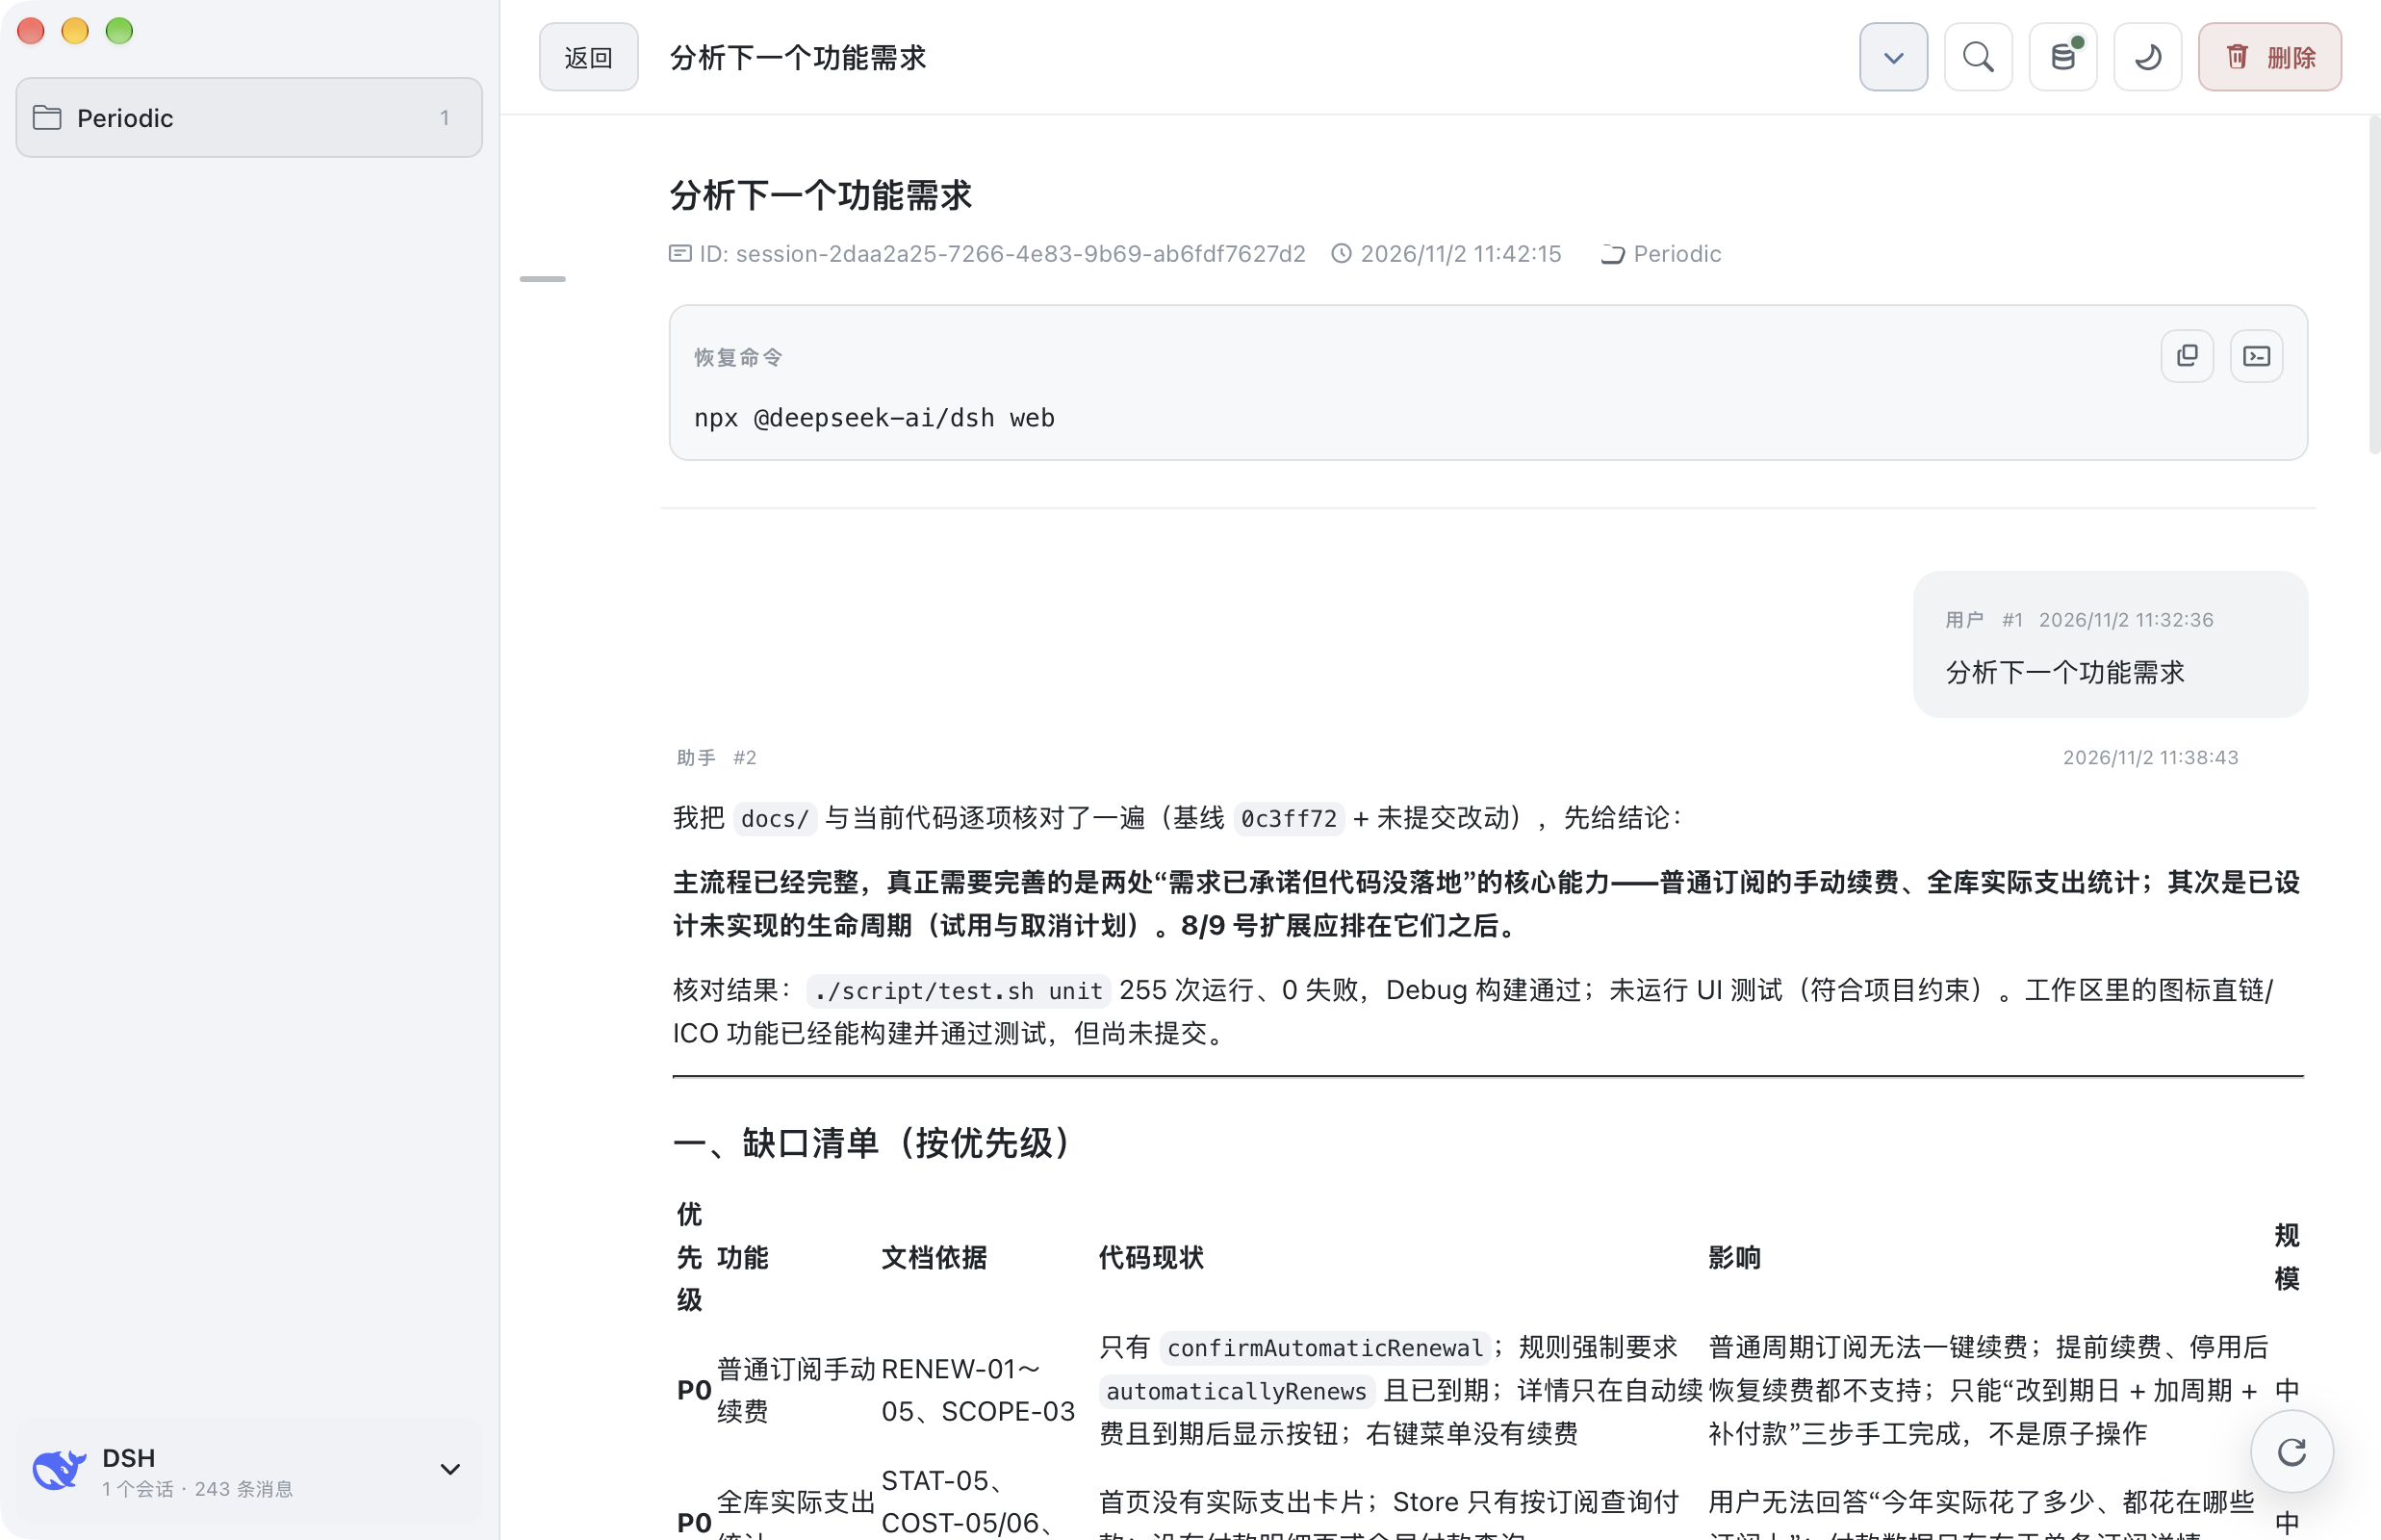 Periodic 1
返回 分析下一个功能需求 删除
分析下一个功能需求
ID: session-2daa2a25-7266-4e83-9b69-ab6fdf7627d2 2026/11/2 11:42:15 Periodic
恢复命令
npx @deepseek-ai/dsh web
用户 #1 2026/11/2 11:32:36
分析下一个功能需求
助手 #2 2026/11/2 11:38:43
我把 docs/ 与当前代码逐项核对了一遍（基线 0c3ff72 + 未提交改动），先给结论：
主流程已经完整，真正需要完善的是两处“需求已承诺但代码没落地”的核心能力——普通订阅的手动续费、全库实际支出统计；其次是已设
计未实现的生命周期（试用与取消计划）。8/9 号扩展应排在它们之后。
核对结果： ./script/test.sh unit 255 次运行、0 失败，Debug 构建通过；未运行 UI 测试（符合项目约束）。工作区里的图标直链/
ICO 功能已经能构建并通过测试，但尚未提交。
一、缺口清单（按优先级）
优
先
级
功能
文档依据
代码现状
影响
规
模
P0
普通订阅手动
续费
RENEW-01～
05、SCOPE-03
只有 confirmAutomaticRenewal；规则强制要求
automaticallyRenews 且已到期；详情只在自动续
费且到期后显示按钮；右键菜单没有续费
普通周期订阅无法一键续费；提前续费、停用后
恢复续费都不支持；只能“改到期日 + 加周期 +
补付款”三步手工完成，不是原子操作
中
P0
全库实际支出
STAT-05、
COST-05/06、
首页没有实际支出卡片；Store 只有按订阅查询付
用户无法回答“今年实际花了多少、都花在哪些
中
DSH
1 个会话 · 243 条消息